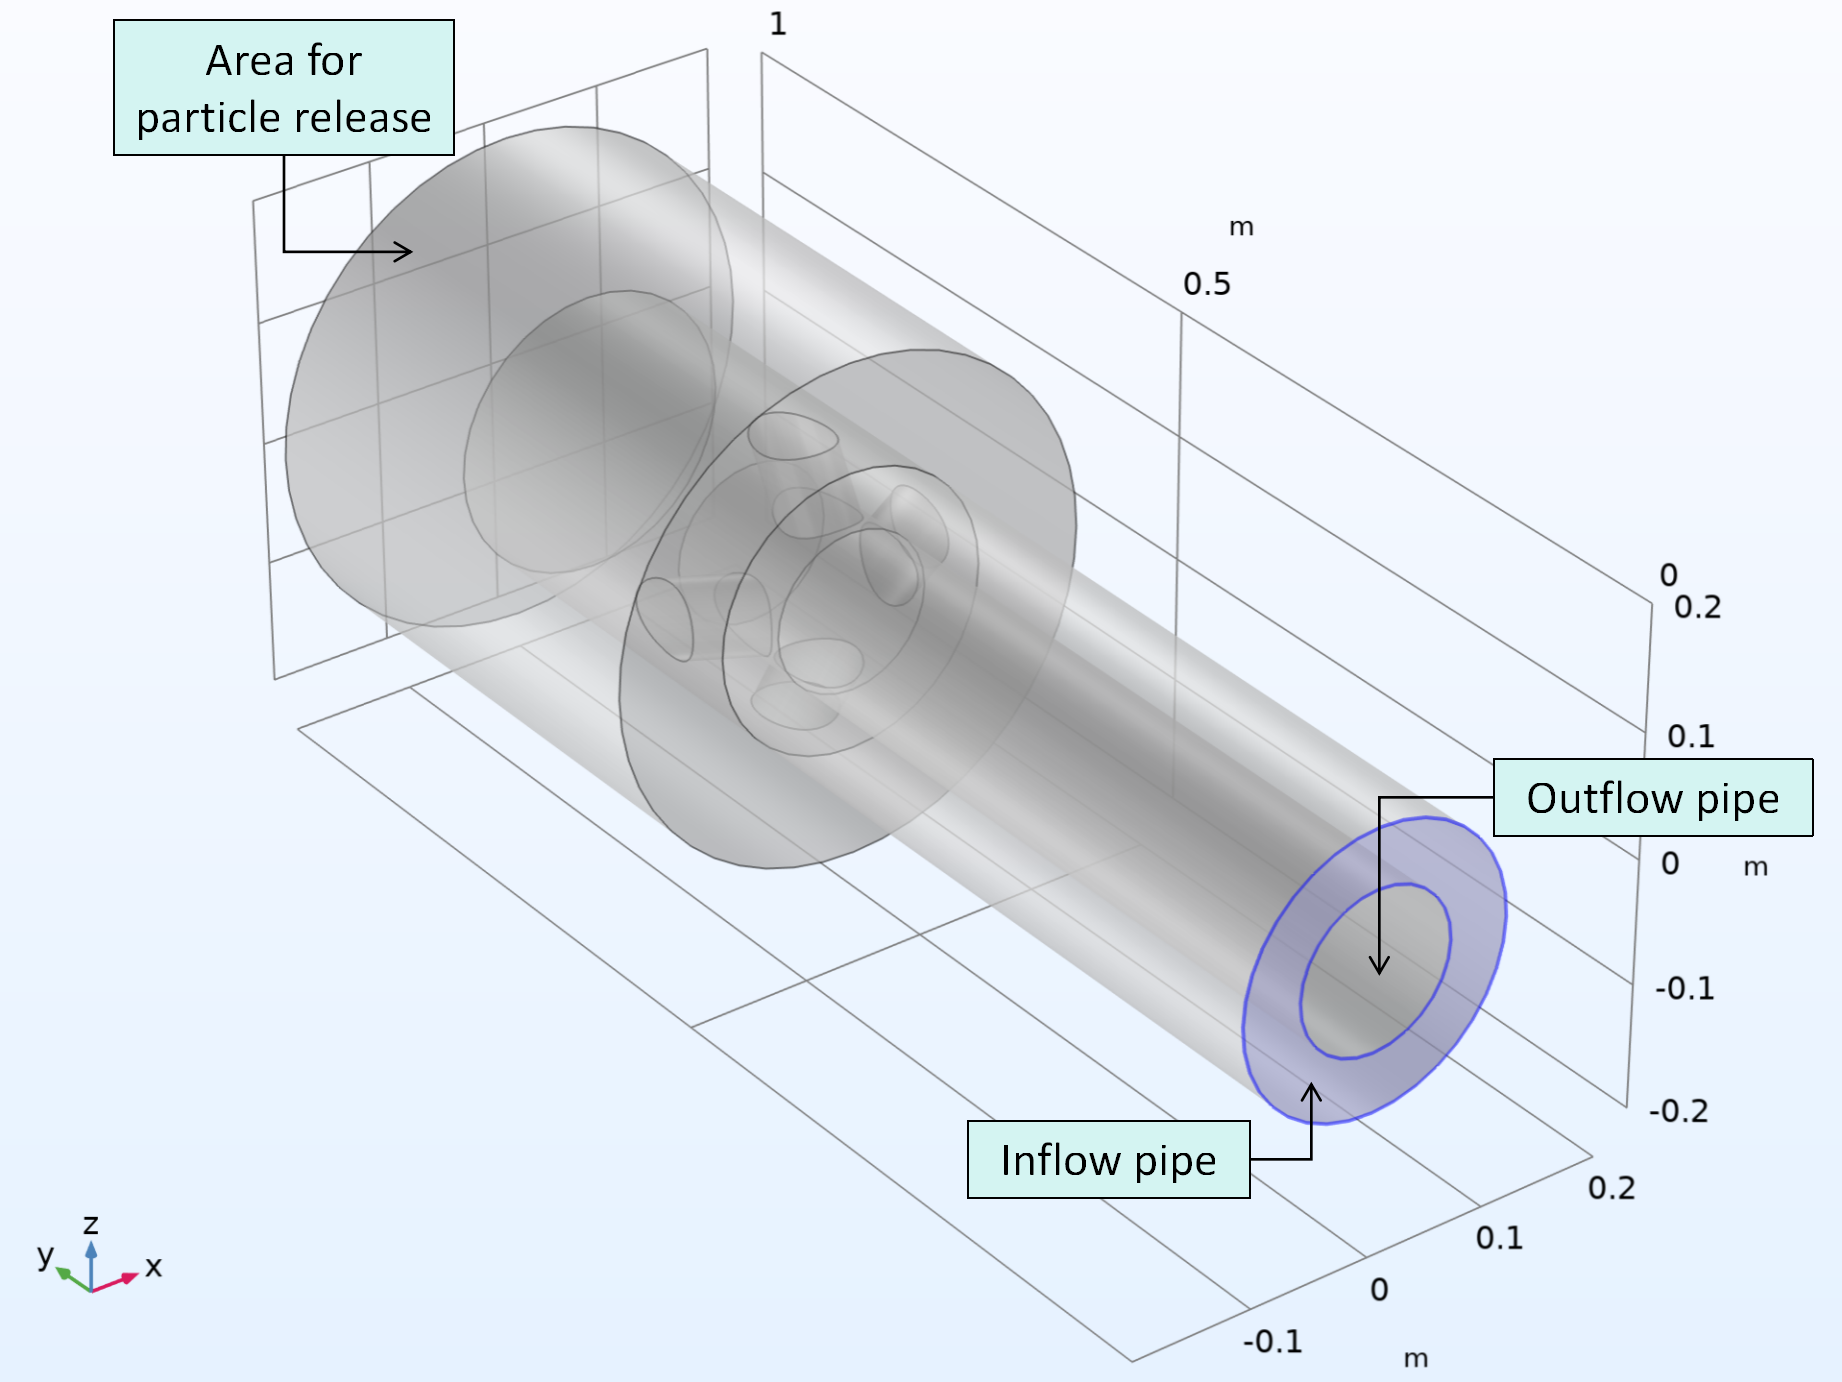 Area for
particle release
1
m
0.5
0
0.2
0.1
Outflow pipe
0
m
-0.1
-0.2
Inflow pipe
0.2
0.1
0
-0.1
m
z
y
x